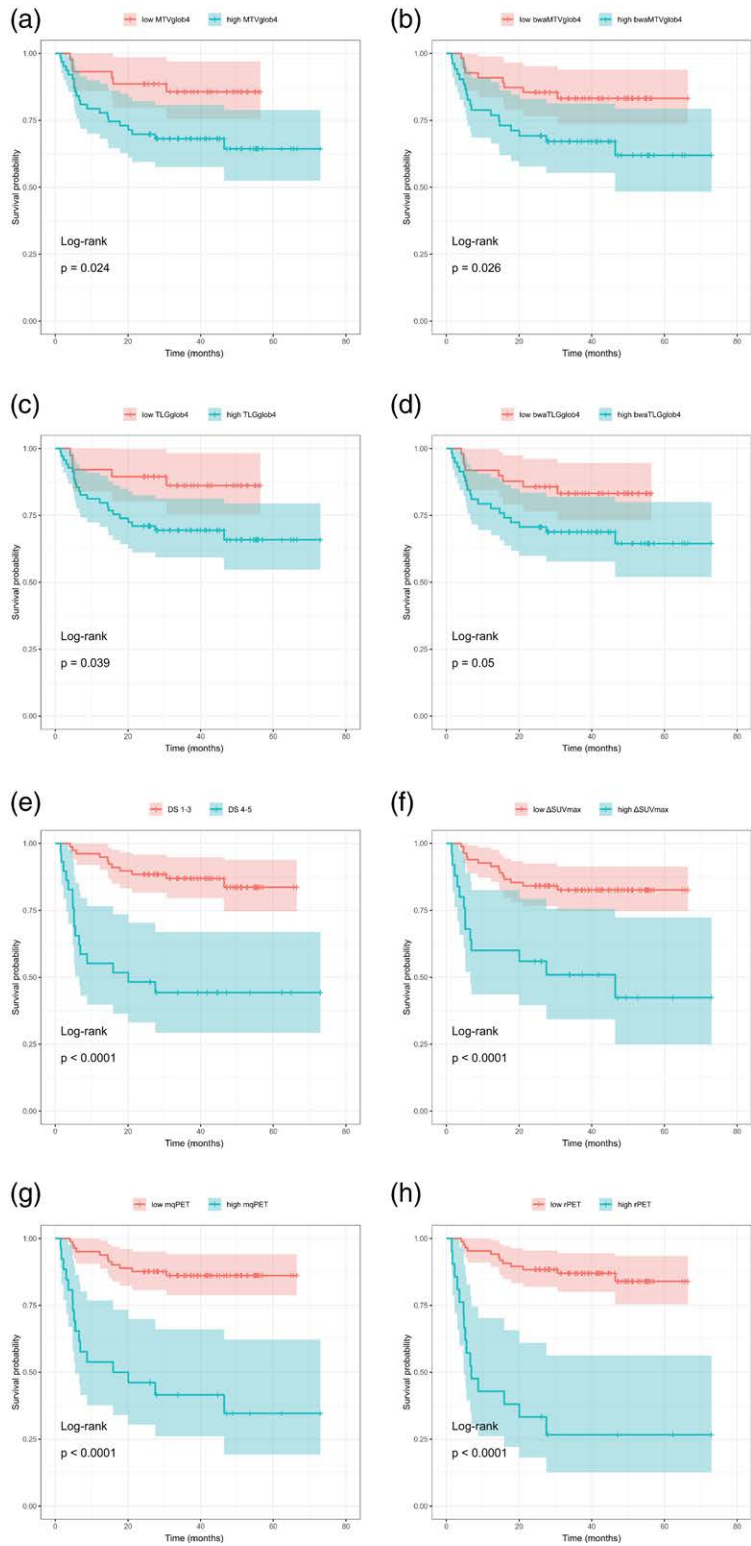 (a)
low MTVglob4 high MTVglob4
1.00
0.75
0.50
0.25
0.00
Survival probability
Log-rank
p = 0.024
0 20 40 60 80
Time (months)
(b)
low bwaMTVglob4 high bwaMTVglob4
1.00
0.75
0.50
0.25
0.00
Survival probability
Log-rank
p = 0.026
0 20 40 60 80
Time (months)
(c)
low TLGglob4 high TLGglob4
1.00
0.75
0.50
0.25
0.00
Survival probability
Log-rank
p = 0.039
0 20 40 60 80
Time (months)
(d)
low bwaTLGglob4 high bwaTLGglob4
1.00
0.75
0.50
0.25
0.00
Survival probability
Log-rank
p = 0.05
0 20 40 60 80
Time (months)
(e)
DS 1-3 DS 4-5
1.00
0.75
0.50
0.25
0.00
Survival probability
Log-rank
p < 0.0001
0 20 40 60 80
Time (months)
(f)
low ΔSUVmax high ΔSUVmax
1.00
0.75
0.50
0.25
0.00
Survival probability
Log-rank
p < 0.0001
0 20 40 60 80
Time (months)
(g)
low mqPET high mqPET
1.00
0.75
0.50
0.25
0.00
Survival probability
Log-rank
p < 0.0001
0 20 40 60 80
Time (months)
(h)
low rPET high rPET
1.00
0.75
0.50
0.25
0.00
Survival probability
Log-rank
p < 0.0001
0 20 40 60 80
Time (months)